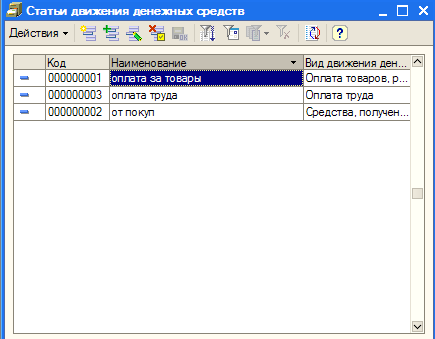 Статьи движения денежных средств
Действия
Код Наименование Вид движения ден...
000000001 оплата за товары Оплата товаров, р...
000000003 оплата труда Оплата труда
000000002 от покуп Средства, получен...